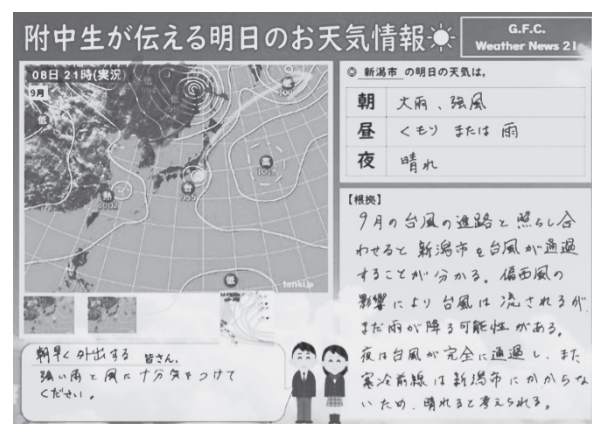 附中生が伝える明日のお天気情報
G.F.C.
Weather News 21
08日 21時(実況)
9月
低
低
低
高
熱
1002
台
996
低
tenki.jp
◎ 新潟市 の明日の天気は、
朝 大雨、強風
昼 くもり または 雨
夜 晴れ
【根拠】
9月の台風の進路と照らし合
わせると新潟市を台風が通過
することが分かる。偏西風の
影響により台風は流されるが、
まだ雨が降る可能性がある。
夜は台風が完全に通過し、また
寒冷前線は新潟市にかからな
いため、晴れると考えられる。
朝早く外出する 皆さん、
強い雨と風に十分気をつけて
ください。